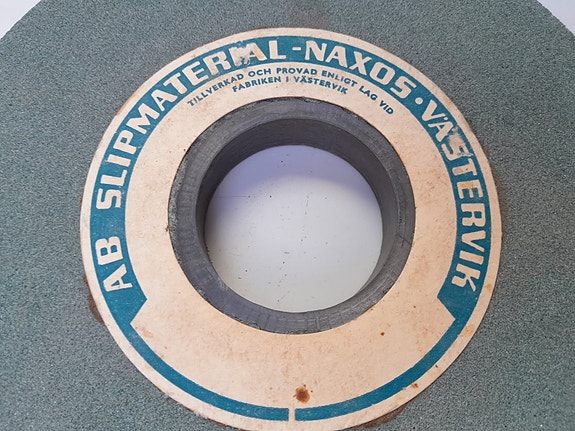 AB SLIPMATERIAL-NAXOS·VÄSTERVIK
TILLVERKAD OCH PROVAD ENLIGT LAG VID
FABRIKEN I VÄSTERVIK